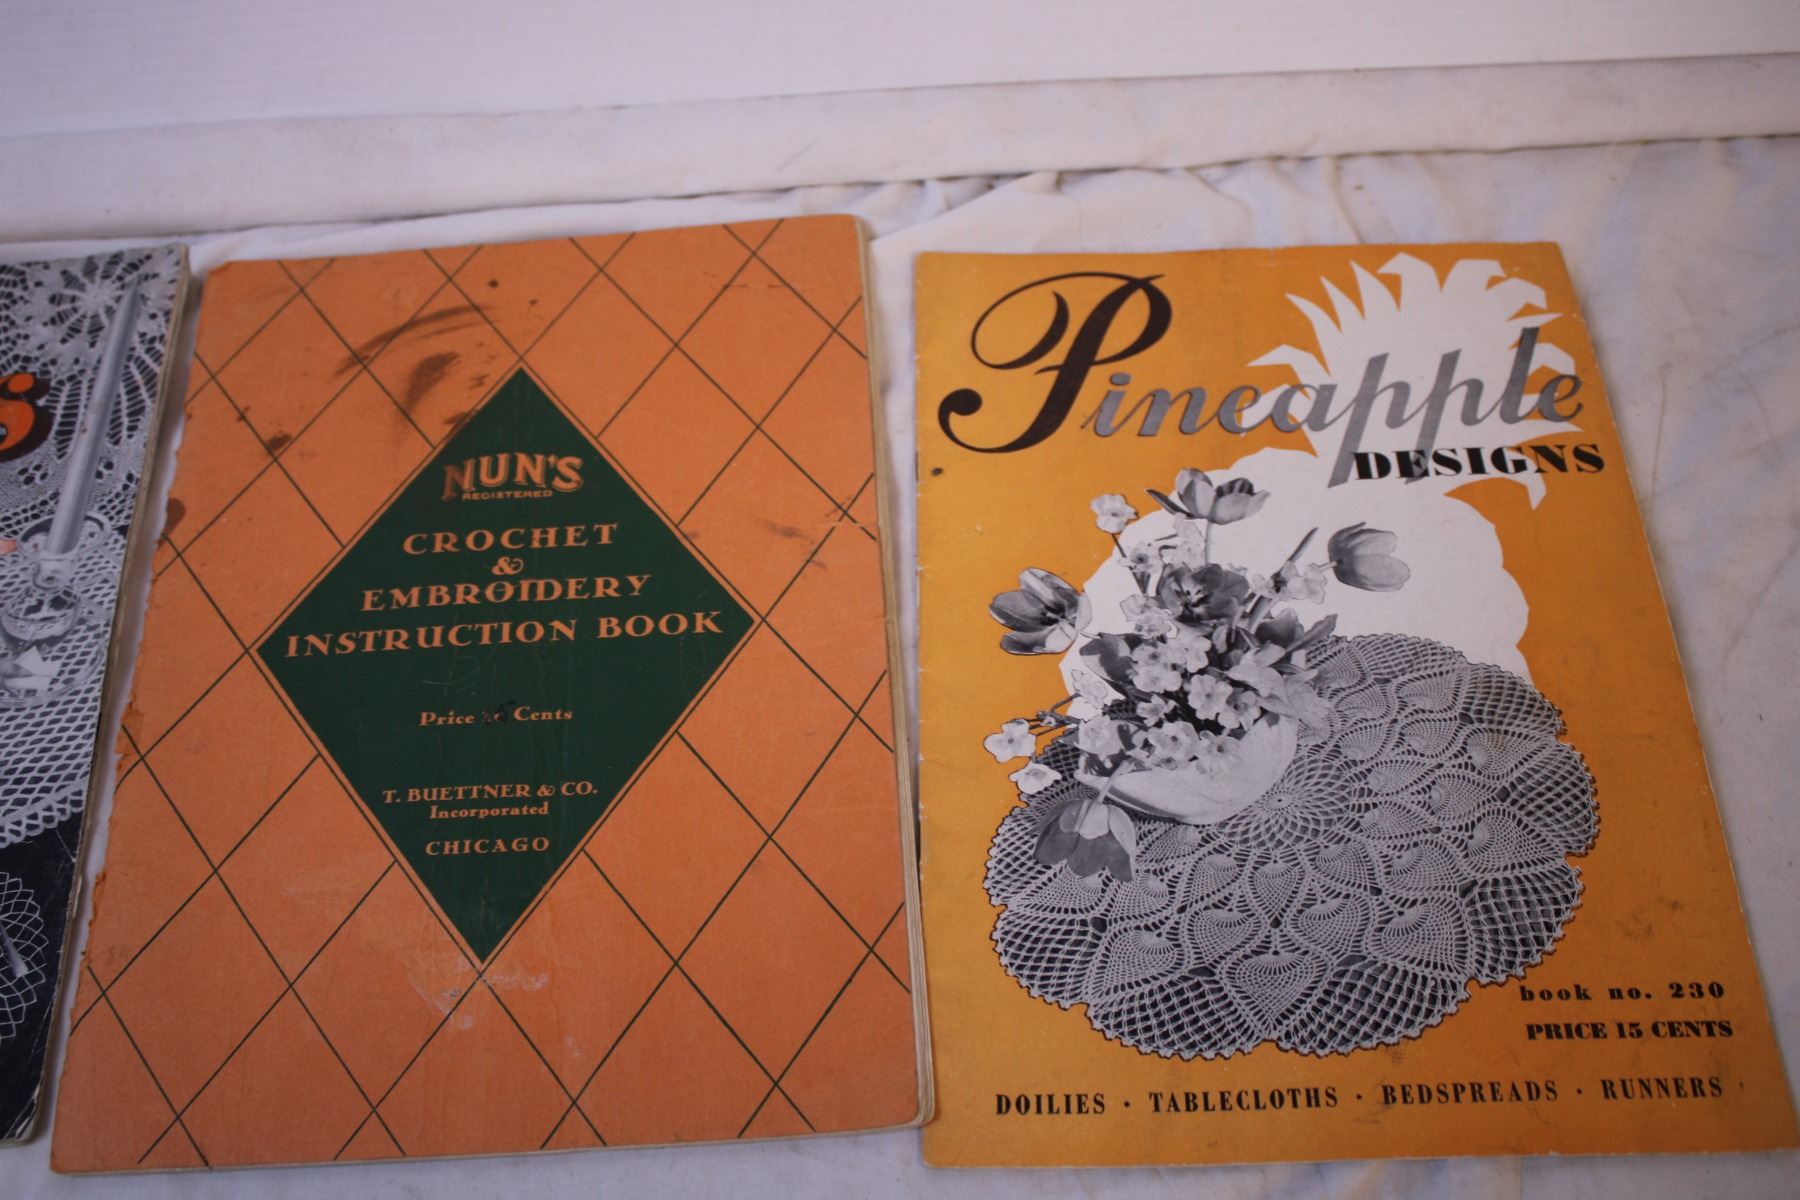 NUN'S
REGISTERED
CROCHET
&
EMBROIDERY
INSTRUCTION BOOK
Price Cents
T. BUETTNER & CO.
Incorporated
CHICAGO
Pineapple
DESIGNS
book no. 230
PRICE 15 CENTS
DOILIES · TABLECLOTHS · BEDSPREADS · RUNNERS